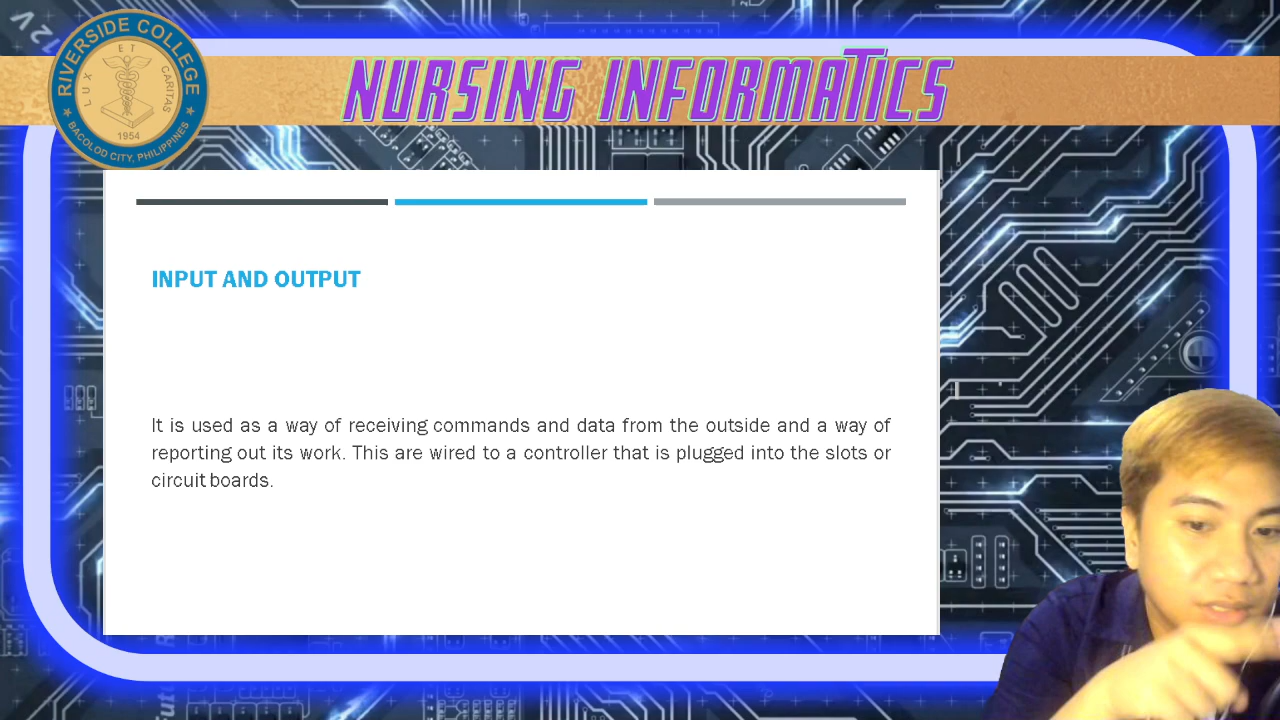 RIVERSIDE COLLEGE
ET
LUX
CARITAS
1954
BACOLOD CITY, PHILIPPINES
NURSING INFORMATICS
INPUT AND OUTPUT
It is used as a way of receiving commands and data from the outside and a way of
reporting out its work. This are wired to a controller that is plugged into the slots or
circuit boards.